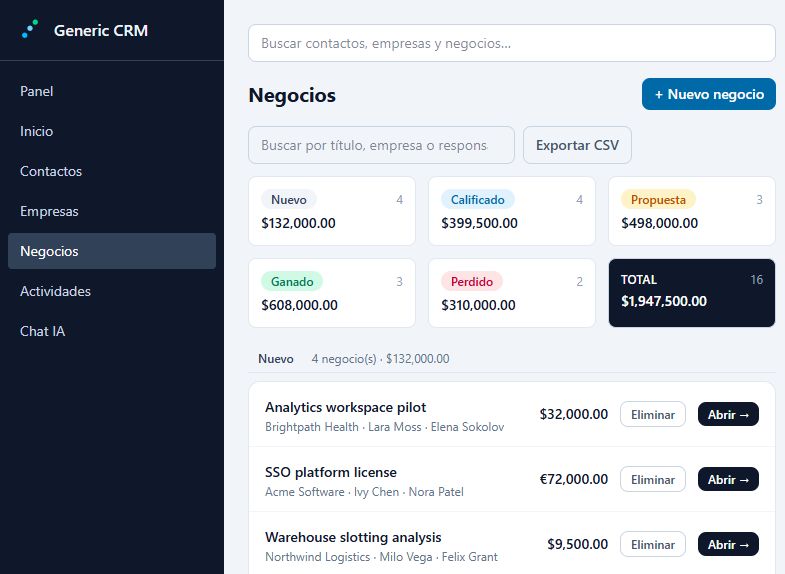 Generic CRM
Panel
Inicio
Contactos
Empresas
Negocios
Actividades
Chat IA
Buscar contactos, empresas y negocios...
Negocios
+ Nuevo negocio
Buscar por título, empresa o respons
Exportar CSV
Nuevo 4
$132,000.00
Calificado 4
$399,500.00
Propuesta 3
$498,000.00
Ganado 3
$608,000.00
Perdido 2
$310,000.00
TOTAL 16
$1,947,500.00
Nuevo 4 negocio(s) · $132,000.00
Analytics workspace pilot
Brightpath Health · Lara Moss · Elena Sokolov
$32,000.00 Eliminar Abrir →
SSO platform license
Acme Software · Ivy Chen · Nora Patel
€72,000.00 Eliminar Abrir →
Warehouse slotting analysis
Northwind Logistics · Milo Vega · Felix Grant
$9,500.00 Eliminar Abrir →